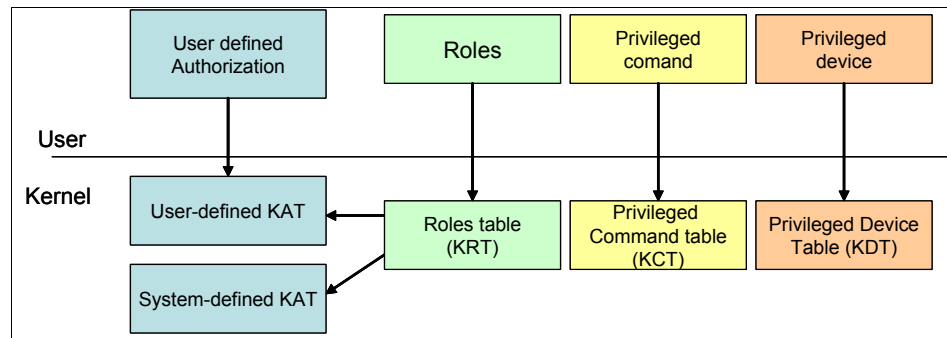 User defined
Authorization
Roles
Privileged
comand
Privileged
device
User
Kernel
User-defined KAT
Roles table
(KRT)
Privileged
Command table
(KCT)
Privileged Device
Table (KDT)
System-defined KAT